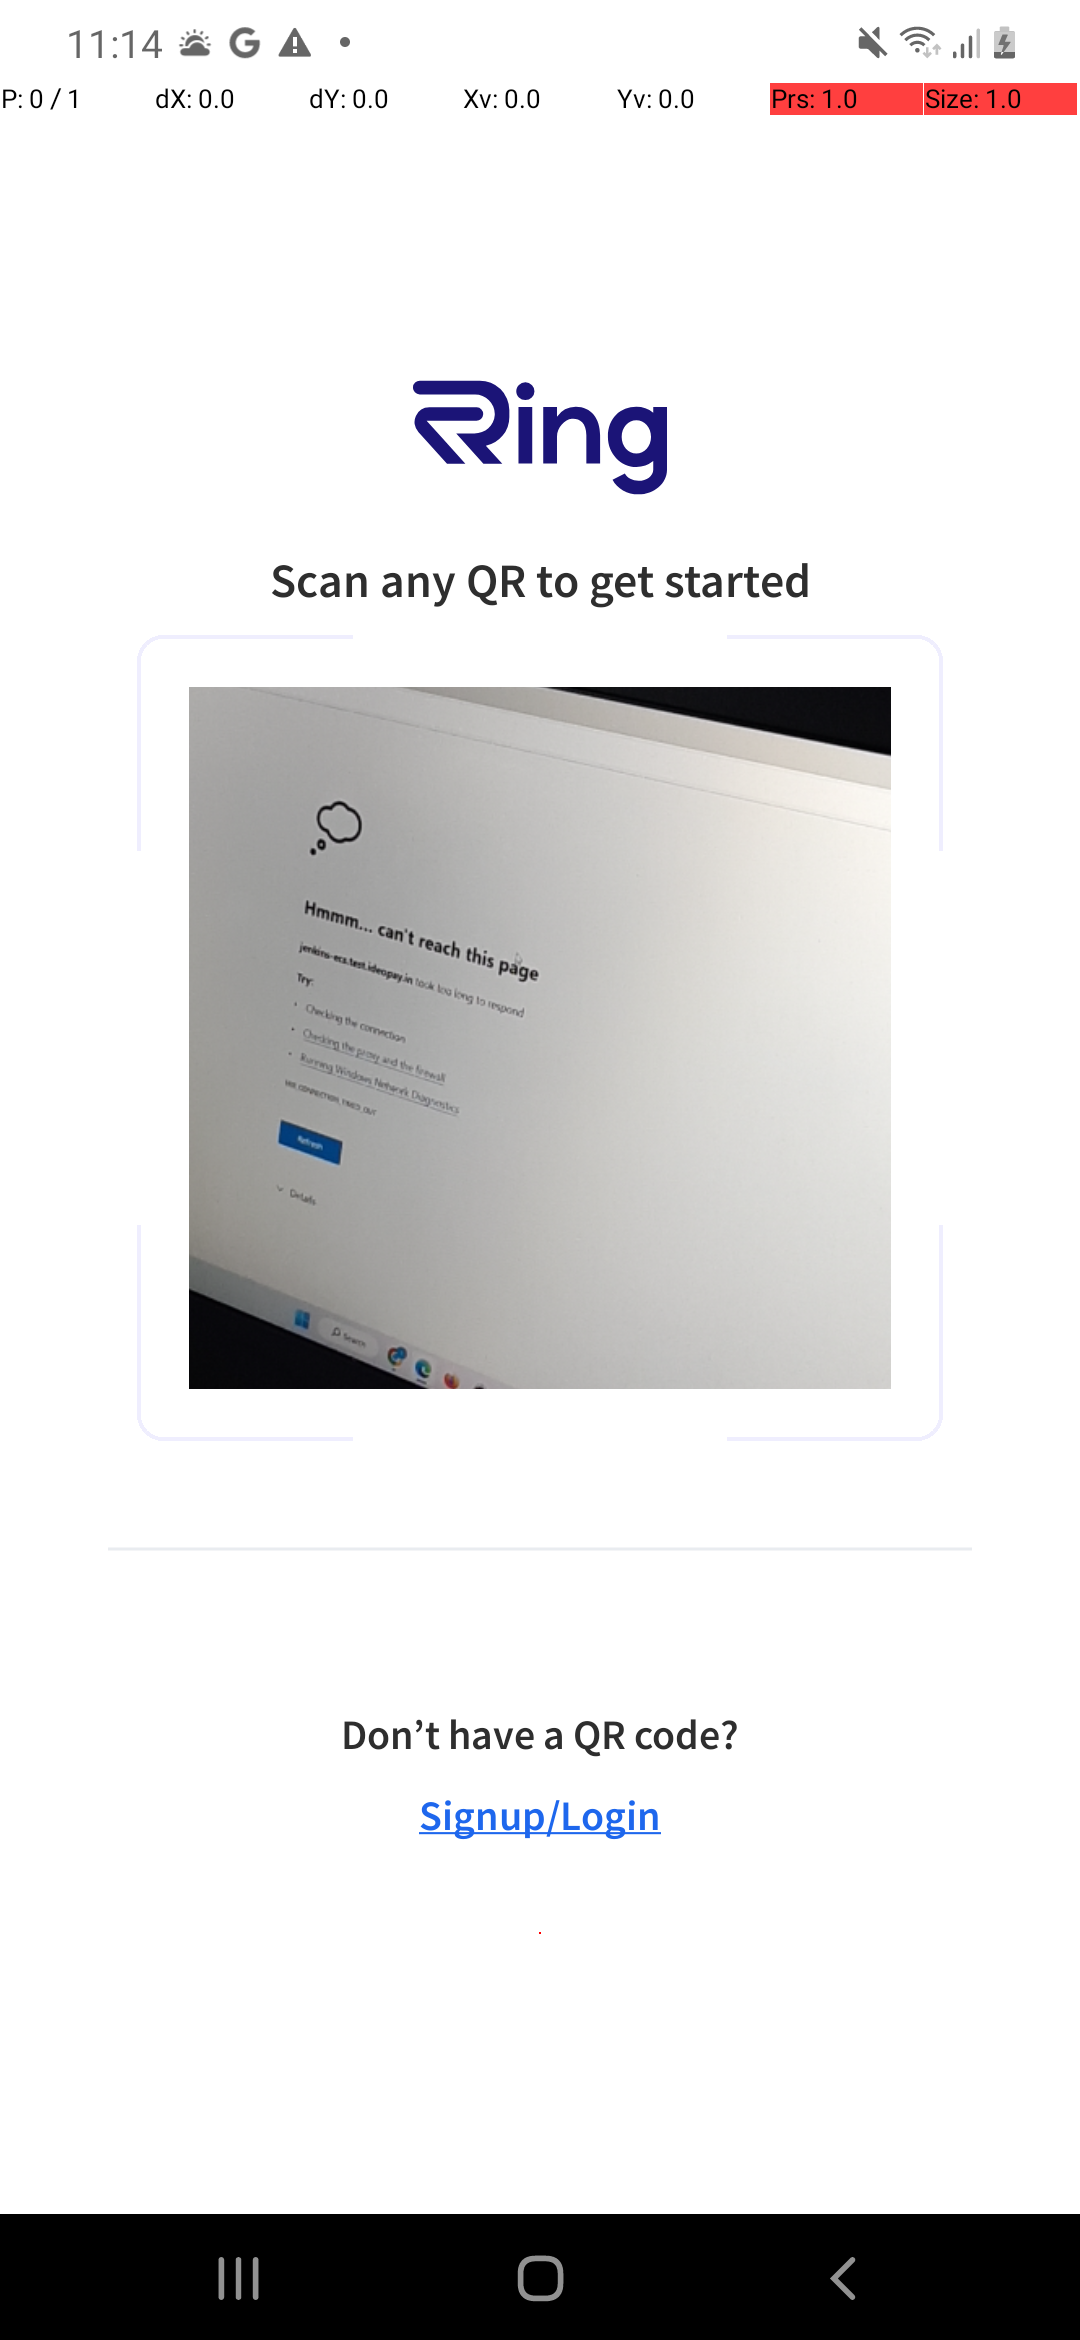 11:14
P: 0 / 1 dX: 0.0 dY: 0.0 Xv: 0.0 Yv: 0.0 Prs: 1.0 Size: 1.0
Ring
Scan any QR to get started
Hmmm... can't reach this page
jenkins-ecs.test.ideopay.in took too long to respond
Try:
• Checking the connection
• Checking the proxy and the firewall
• Running Windows Network Diagnostics
ERR_CONNECTION_TIMED_OUT
Refresh
Details
Search
Don't have a QR code?
Signup/Login